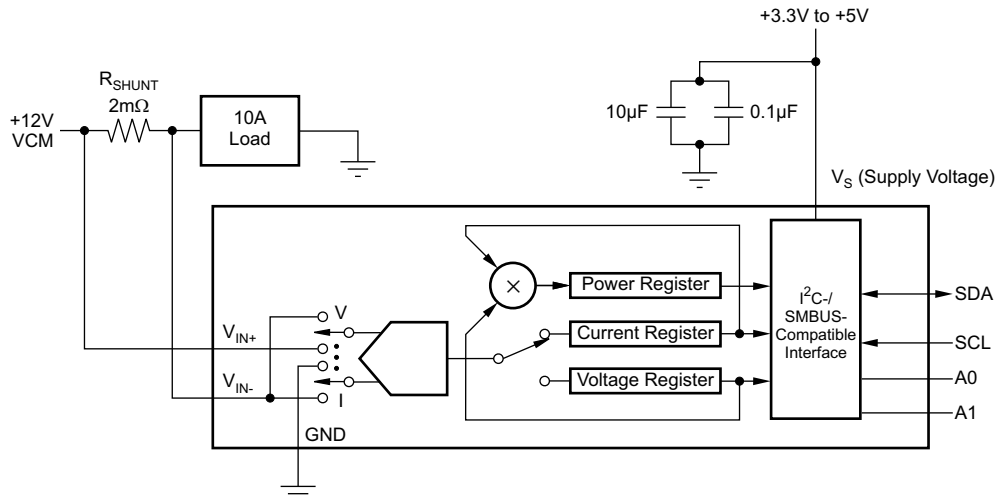 +3.3V to +5V
R_SHUNT
2mΩ
+12V
VCM
10A
Load
10μF
0.1μF
V_S (Supply Voltage)
×
Power Register
Current Register
Voltage Register
I²C-/
SMBUS-
Compatible
Interface
SDA
SCL
A0
A1
V
V_IN+
V_IN-
I
GND